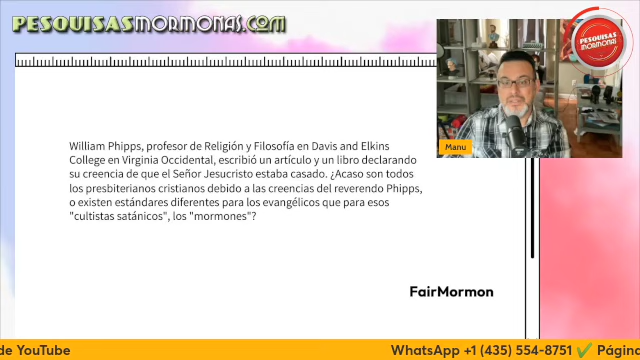 PESQUISASMORMONAS.COM
PESQUISAS
MORMONAS
Manu
William Phipps, profesor de Religión y Filosofía en Davis and Elkins
College en Virginia Occidental, escribió un artículo y un libro declarando
su creencia de que el Señor Jesucristo estaba casado. ¿Acaso son todos
los presbiterianos cristianos debido a las creencias del reverendo Phipps,
o existen estándares diferentes para los evangélicos que para esos
"cultistas satánicos", los "mormones"?
FairMormon
de YouTube
WhatsApp +1 (435) 554-8751 ✔ Página